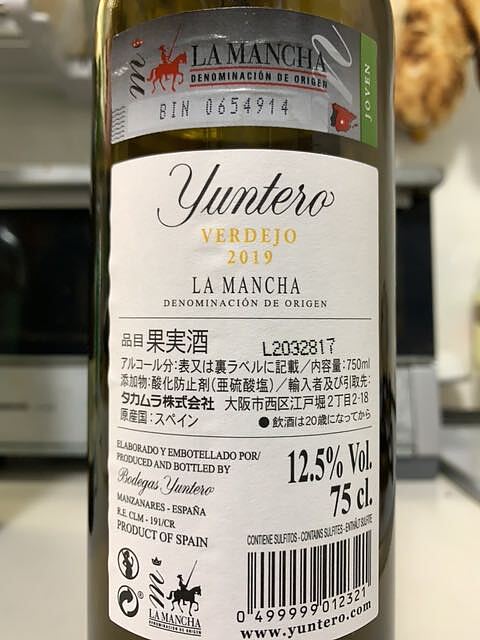 LA MANCHA
DENOMINACIÓN DE ORIGEN
JOVEN
BIN 0654914
Yuntero
VERDEJO
2019
LA MANCHA
DENOMINACIÓN DE ORIGEN
品目 果実酒
L2032817
アルコール分:表又は裏ラベルに記載/内容量:750ml
添加物:酸化防止剤(亜硫酸塩)/輸入者及び引取先:
タカムラ株式会社 大阪市西区江戸堀2丁目2-18
原産国:スペイン ●飲酒は20歳になってから
ELABORADO Y EMBOTELLADO POR/
PRODUCED AND BOTTLED BY
Bodegas Yuntero
MANZANARES - ESPAÑA
R.E. CLM - 191/CR
PRODUCT OF SPAIN
12.5% Vol.
75 cl.
CONTIENE SULFITOS - CONTAINS SULFITES - ENTHÄLT SULFITE
m
LA MANCHA
DENOMINACIÓN DE ORIGEN
0 499999 012321
www.yuntero.com